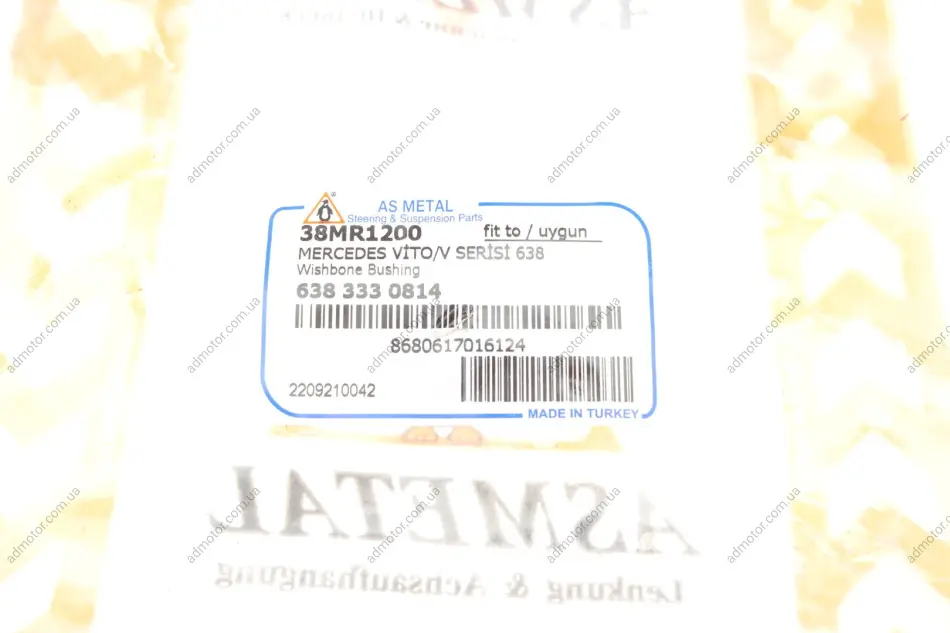 AS METAL
Steering & Suspension Parts
38MR1200 fit to / uygun
MERCEDES VİTO/V SERİSİ 638
Wishbone Bushing
638 333 0814
8680617016124
2209210042
MADE IN TURKEY
ASMETAL
Lenkung & Achsaufhangung
admotor.com.ua